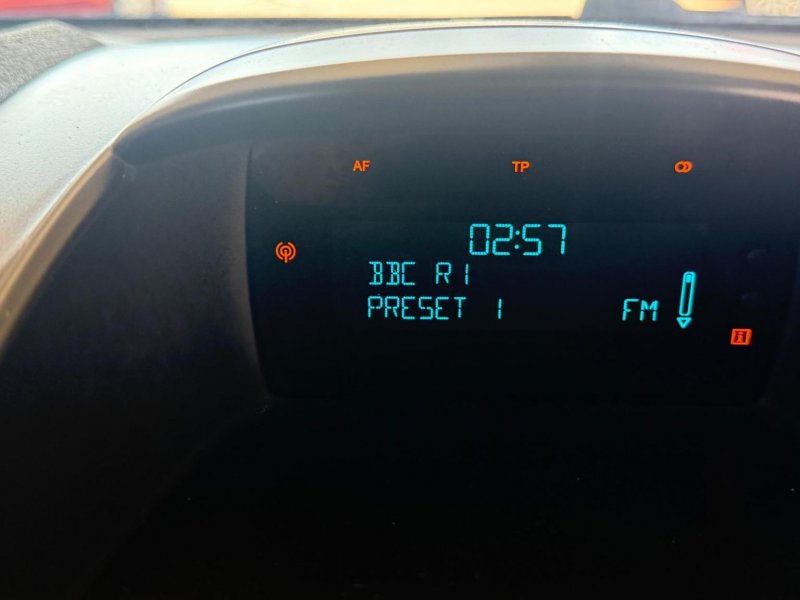 AF TP
02:57
BBC R1
PRESET 1 FM